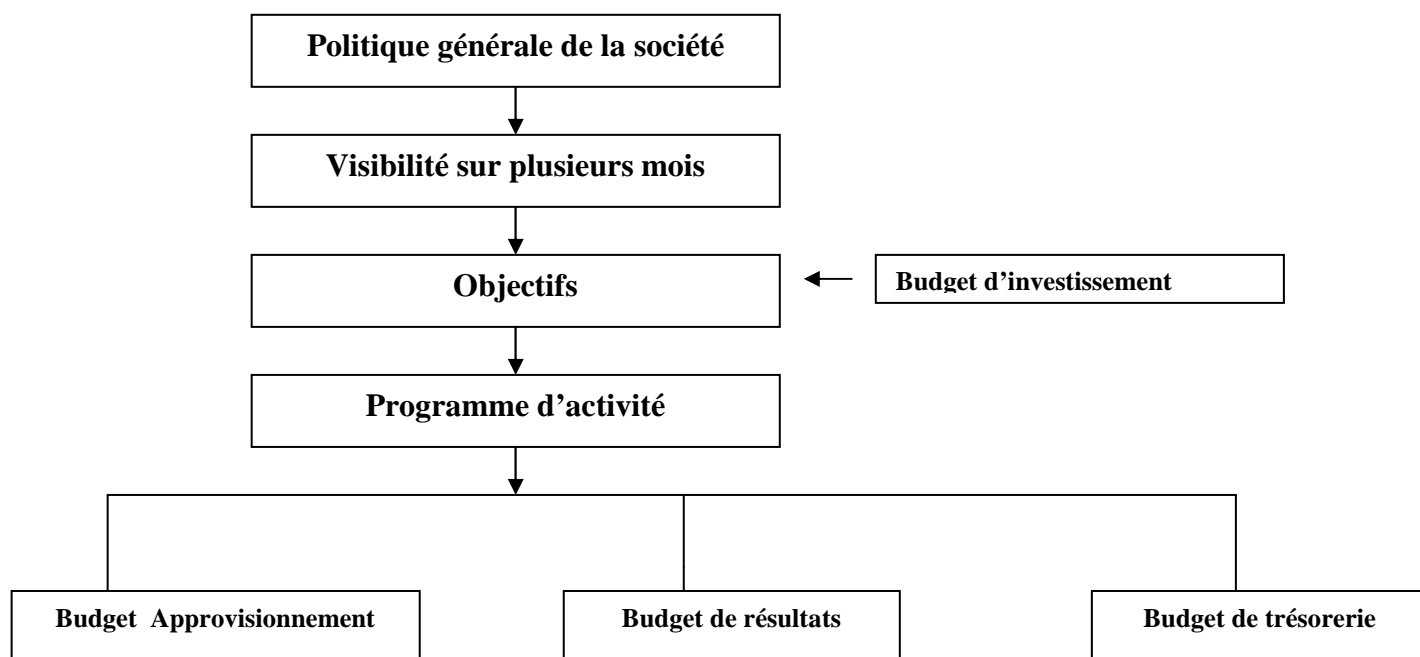 Politique générale de la société
Visibilité sur plusieurs mois
Objectifs
Budget d’investissement
Programme d’activité
Budget Approvisionnement
Budget de résultats
Budget de trésorerie